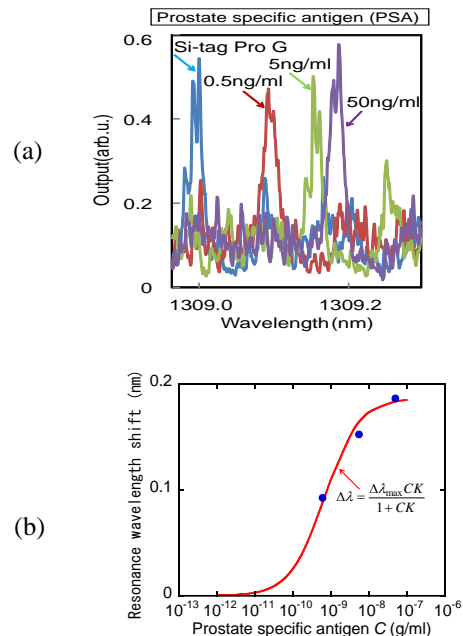 Prostate specific antigen (PSA)
(a)
Output(arb.u.)
0.6
0.4
0.2
0
Si-tag Pro G
0.5ng/ml
5ng/ml
50ng/ml
1309.0
1309.2
Wavelength(nm)
(b)
Resonance wavelength shift (nm)
0.2
0.1
0
Δλ = Δλmax CK / 1 + CK
10⁻¹³ 10⁻¹² 10⁻¹¹ 10⁻¹⁰ 10⁻⁹ 10⁻⁸ 10⁻⁷ 10⁻⁶
Prostate specific antigen C (g/ml)